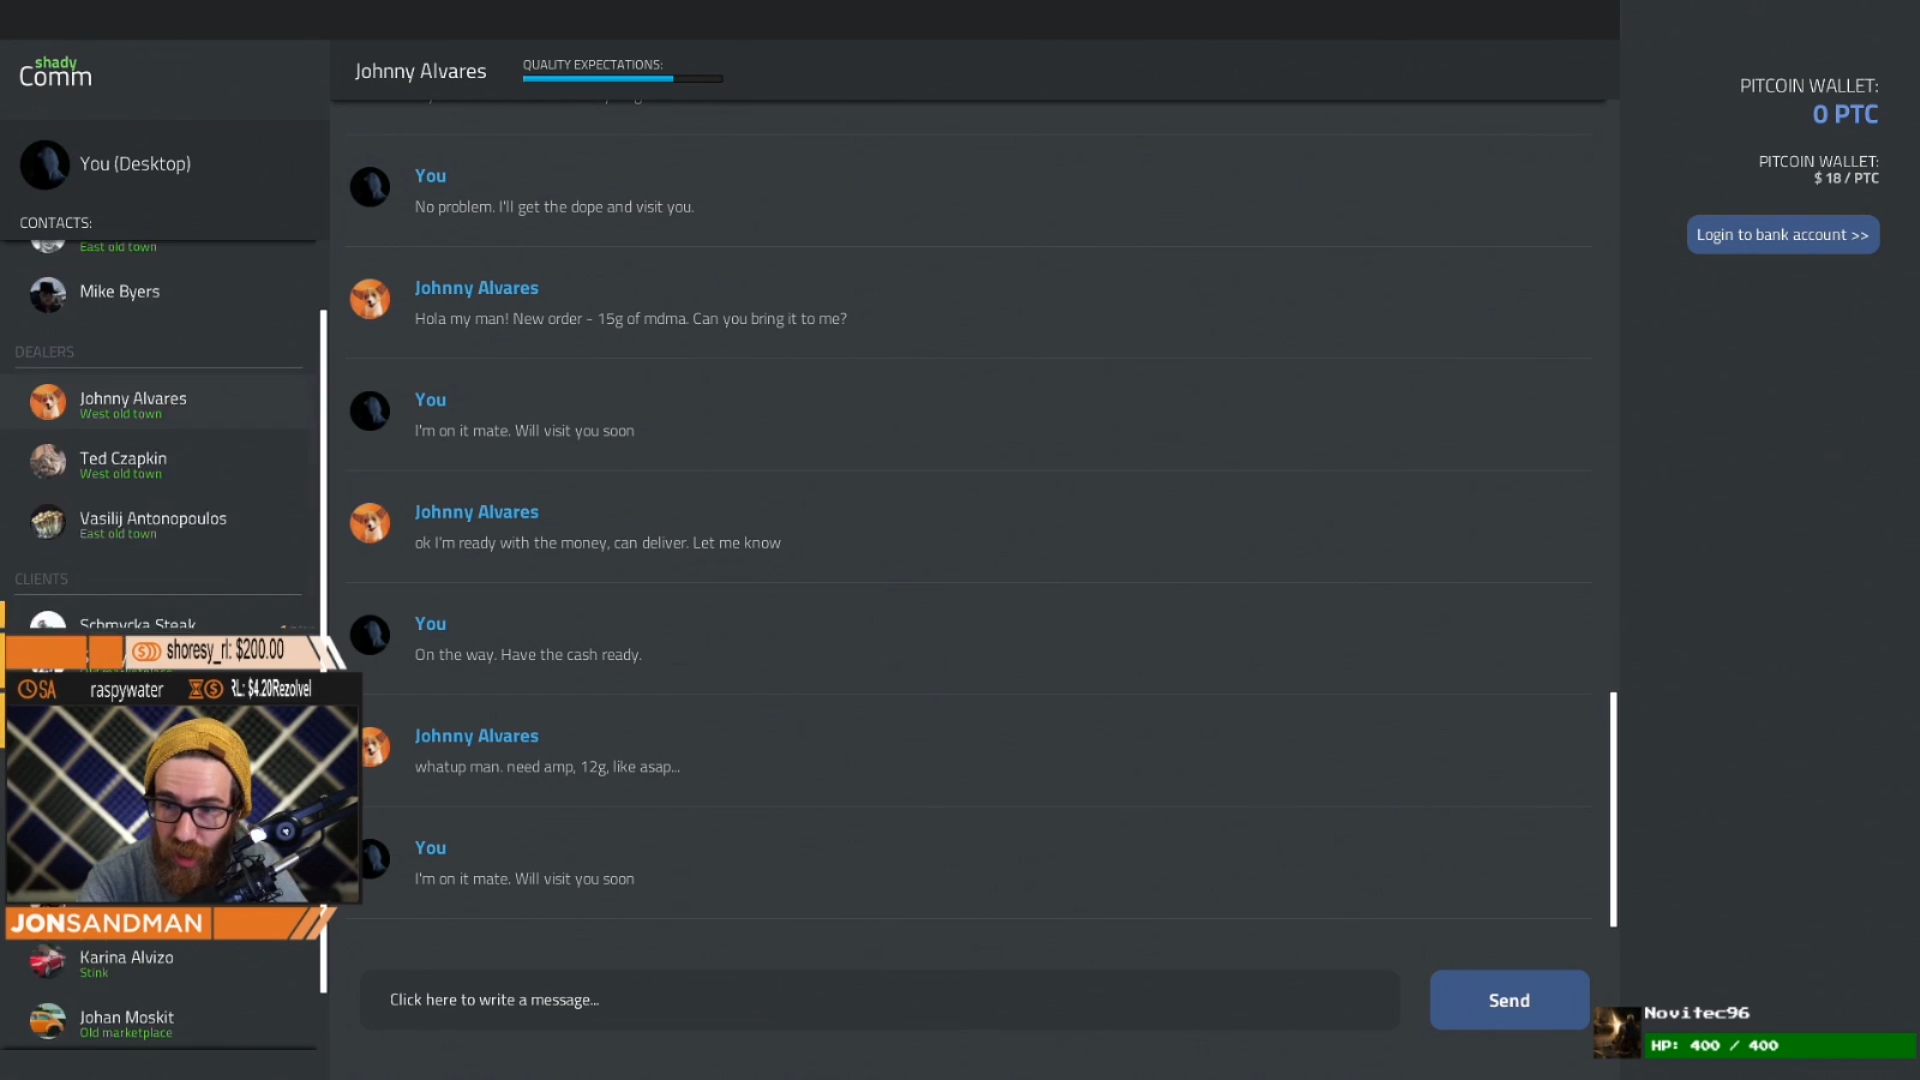 shady
Comm
You (Desktop)
CONTACTS:
East old town
Mike Byers
DEALERS
Johnny Alvares
West old town
Ted Czapkin
West old town
Vasilij Antonopoulos
East old town
CLIENTS
Schmycka Steak
shoresy_rl: $200.00
SA
raspywater
RL: $4.20Rezolvel
JONSANDMAN
Karina Alvizo
Stink
Johan Moskit
Old marketplace
Johnny Alvares
QUALITY EXPECTATIONS:
You
No problem. I'll get the dope and visit you.
Johnny Alvares
Hola my man! New order - 15g of mdma. Can you bring it to me?
You
I'm on it mate. Will visit you soon
Johnny Alvares
ok I'm ready with the money, can deliver. Let me know
You
On the way. Have the cash ready.
Johnny Alvares
whatup man. need amp, 12g, like asap...
You
I'm on it mate. Will visit you soon
Click here to write a message...
Send
PITCOIN WALLET:
0 PTC
PITCOIN WALLET:
$ 18 / PTC
Login to bank account >>
Novitec96
HP: 400 / 400